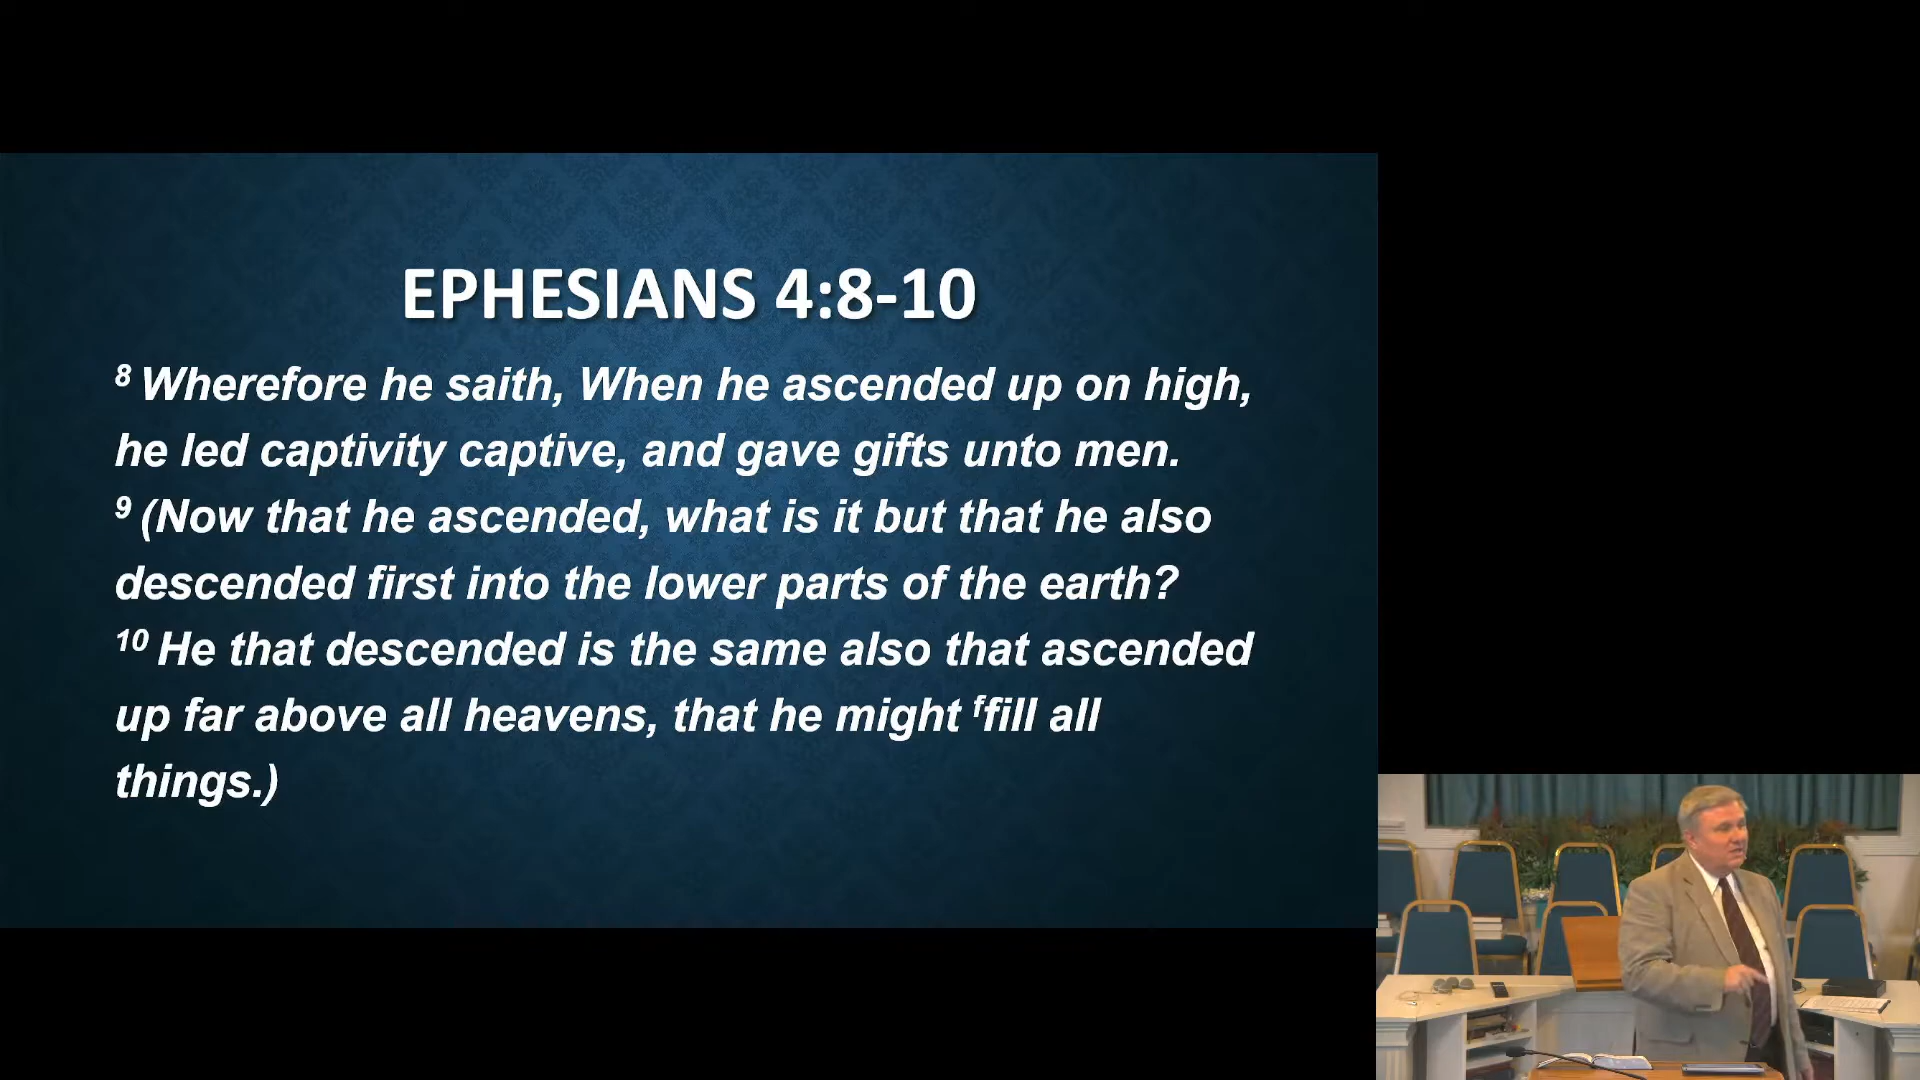 EPHESIANS 4:8-10
8 Wherefore he saith, When he ascended up on high,
he led captivity captive, and gave gifts unto men.
9 (Now that he ascended, what is it but that he also
descended first into the lower parts of the earth?
10 He that descended is the same also that ascended
up far above all heavens, that he might ffill all
things.)